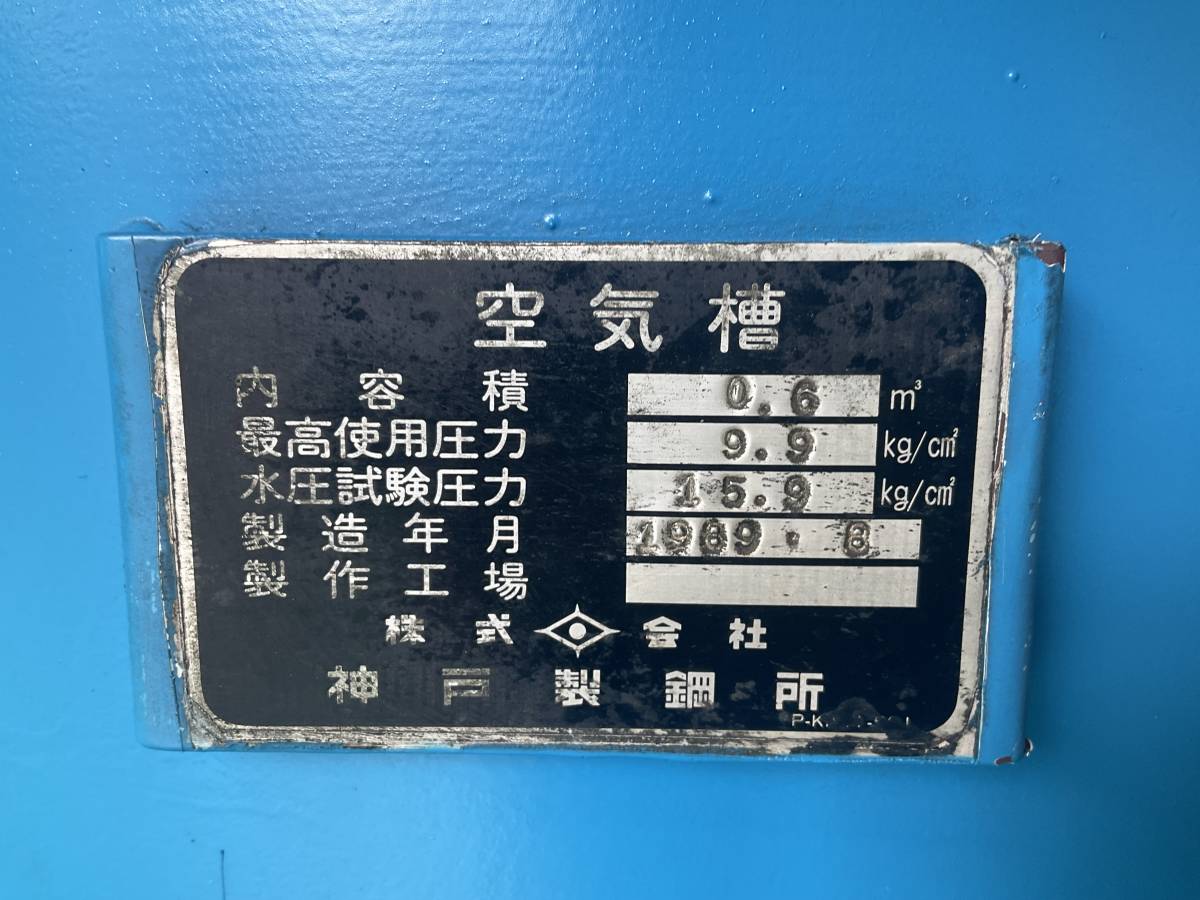 空気槽
内容積 0.6 m³
最高使用圧力 9.9 kg/cm²
水圧試験圧力 15.9 kg/cm²
製造年月 1989・8
製作工場
株式会社
神戸製鋼所